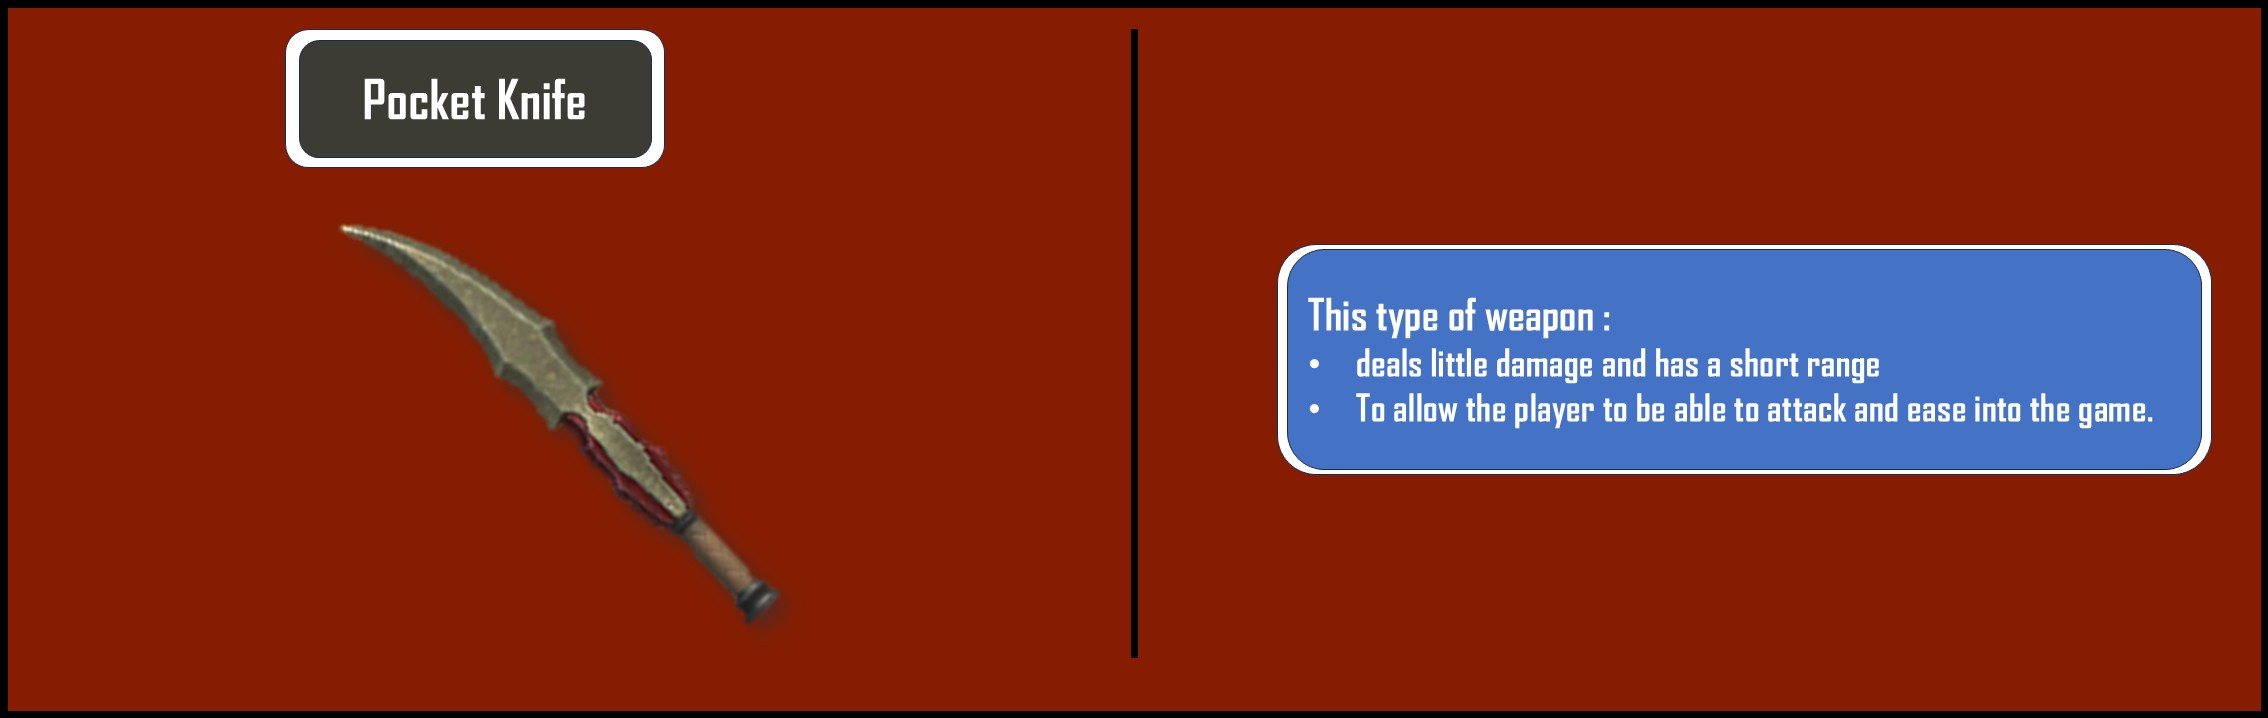 Pocket Knife
This type of weapon :
• deals little damage and has a short range
• To allow the player to be able to attack and ease into the game.